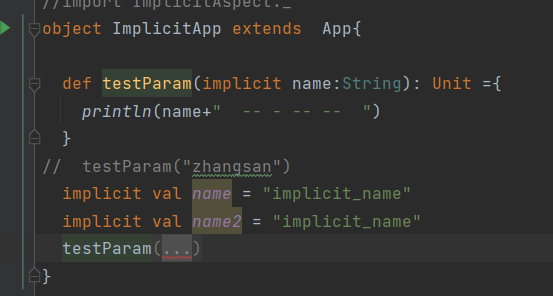 //import ImplicitAspect._
object ImplicitApp extends  App{
def testParam(implicit name:String): Unit ={
println(name+"  -- - -- --  ")
}
//  testParam("zhangsan")
implicit val name = "implicit_name"
implicit val name2 = "implicit_name"
testParam(...)
}